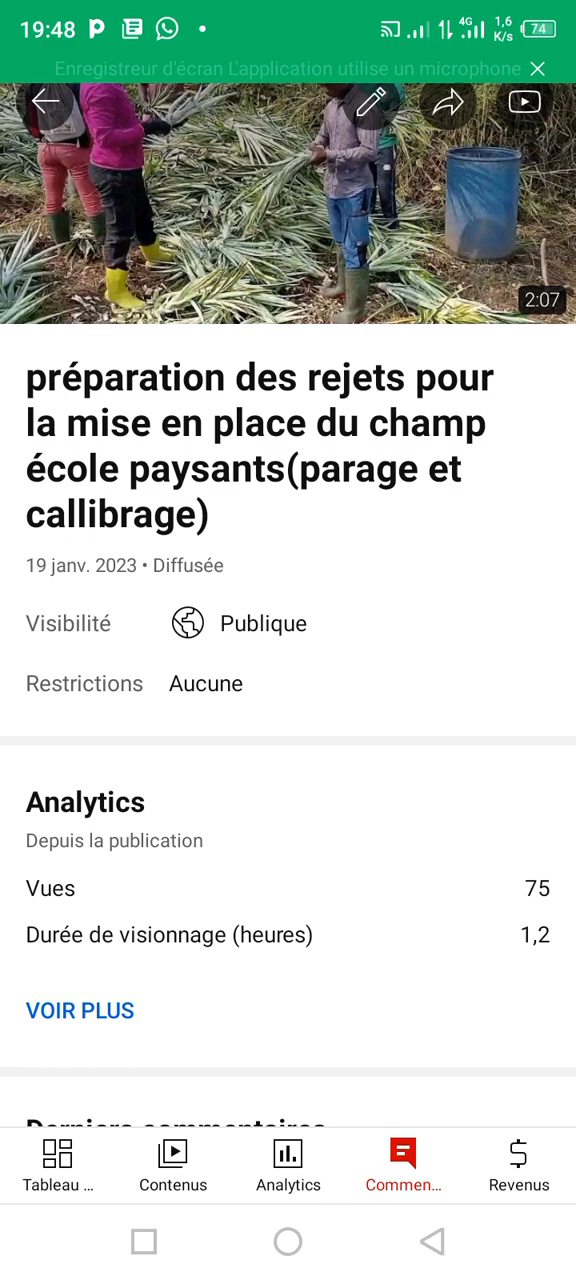 19:48
4G
1,6
K/s
74
Enregistreur d'écran L'application utilise un microphone
2:07
préparation des rejets pour
la mise en place du champ
école paysants(parage et
callibrage)
19 janv. 2023 • Diffusée
Visibilité Publique
Restrictions Aucune
Analytics
Depuis la publication
Vues 75
Durée de visionnage (heures) 1,2
VOIR PLUS
Derniers commentaires
Tableau ... Contenus Analytics Commen... Revenus